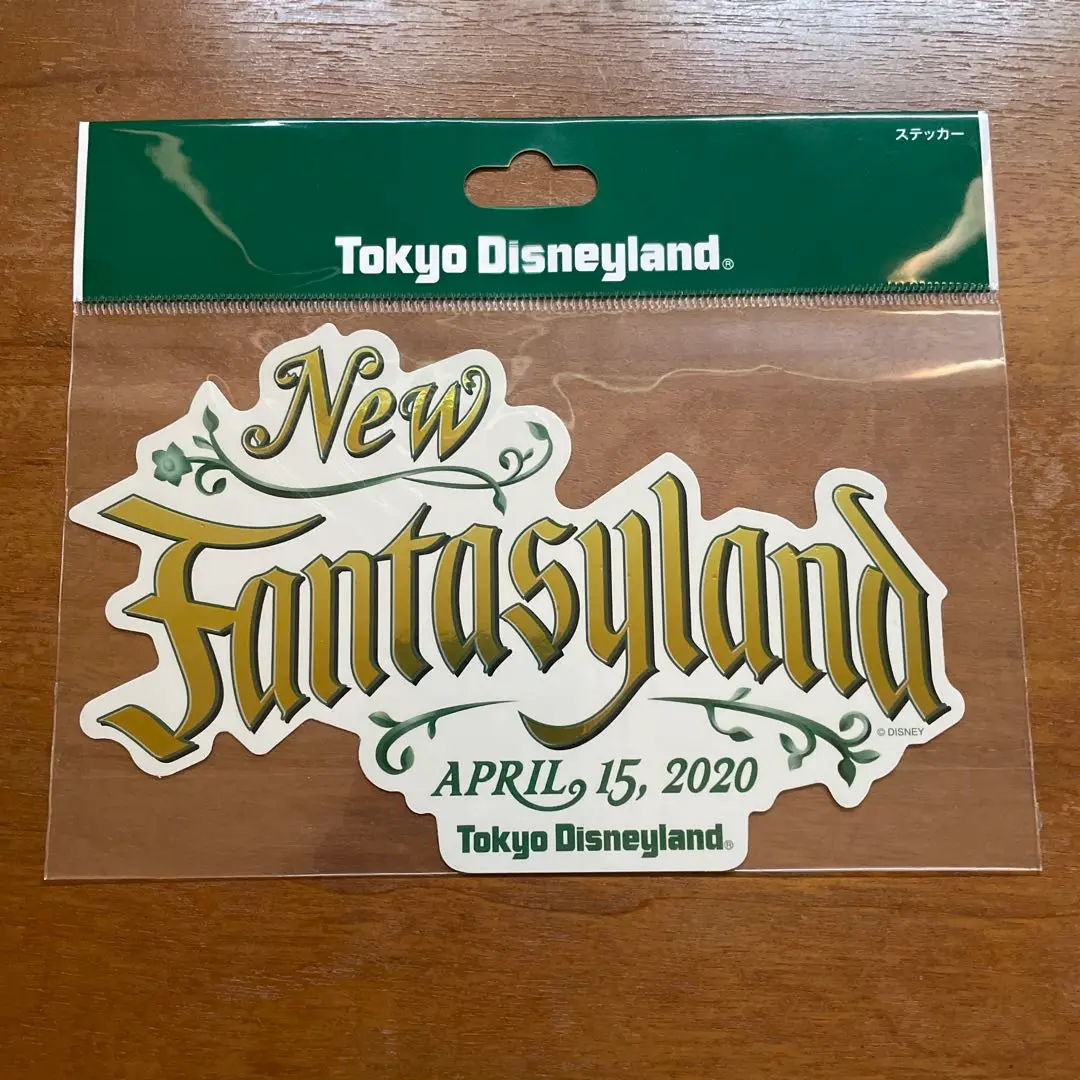 ステッカー
Tokyo Disneyland®
New
Fantasyland
© DISNEY
APRIL 15, 2020
Tokyo Disneyland®